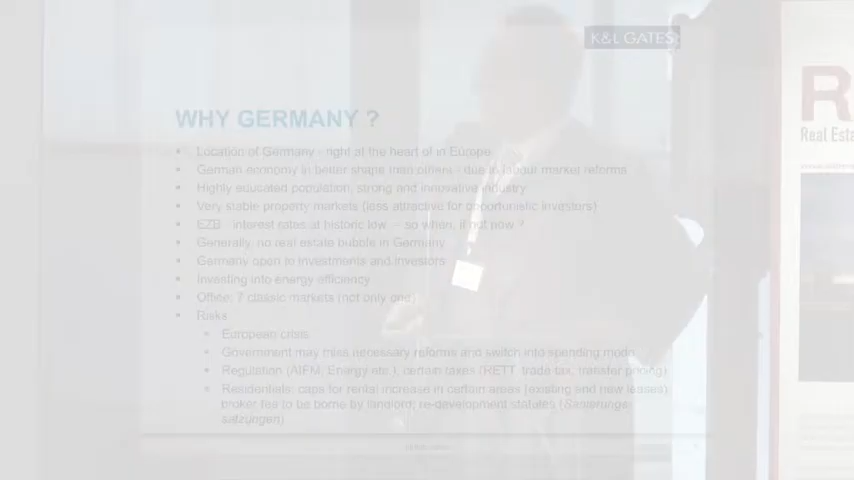 K&L GATES
WHY GERMANY ?
Location of Germany - right at the heart of in Europe
German economy in better shape than others - due to labour market reforms
Highly educated population, strong and innovative industry
Very stable property markets (less attractive for opportunistic investors)
EZB - interest rates at historic low – so when, if not now ?
Generally, no real estate bubble in Germany
Germany open to investments and investors
Investing into energy efficiency
Office: 7 classic markets (not only one)
Risks
European crisis
Government may miss necessary reforms and switch into spending mode
Regulation (AIFM, Energy etc.), certain taxes (RETT, trade tax, transfer pricing)
Residentials: caps for rental increase in certain areas (existing and new leases)
broker fee to be borne by landlord; re-development statutes (Sanierungs-
satzungen)
R
Real Esta